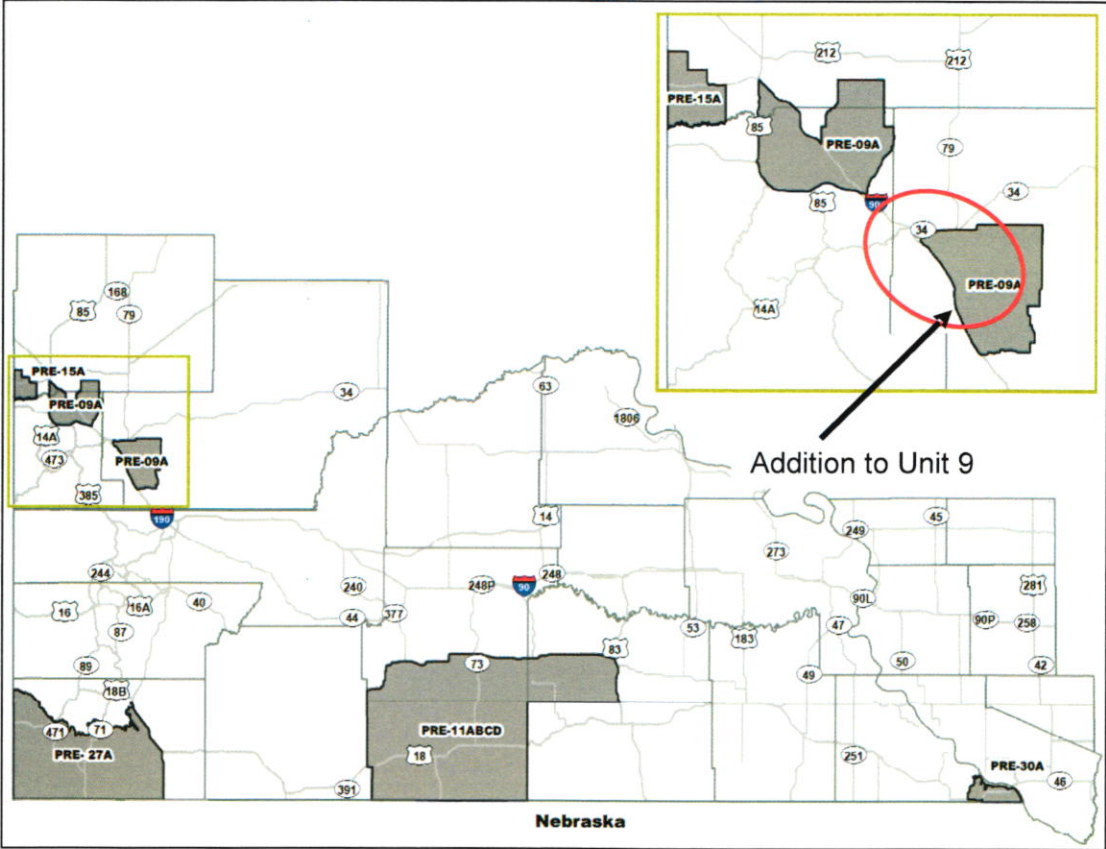 212
212
PRE-15A
85
PRE-09A
79
85
90
34
34
PRE-09A
14A
Addition to Unit 9
168
85
79
PRE-15A
PRE-09A
34
63
1806
14A
473
PRE-09A
385
190
14
249
45
273
244
240
248P
90
248
281
16
16A
40
44
377
90L
90P
258
87
53
183
47
83
89
73
49
50
42
18B
471
71
PRE-11ABCD
PRE- 27A
18
251
PRE-30A
46
391
Nebraska